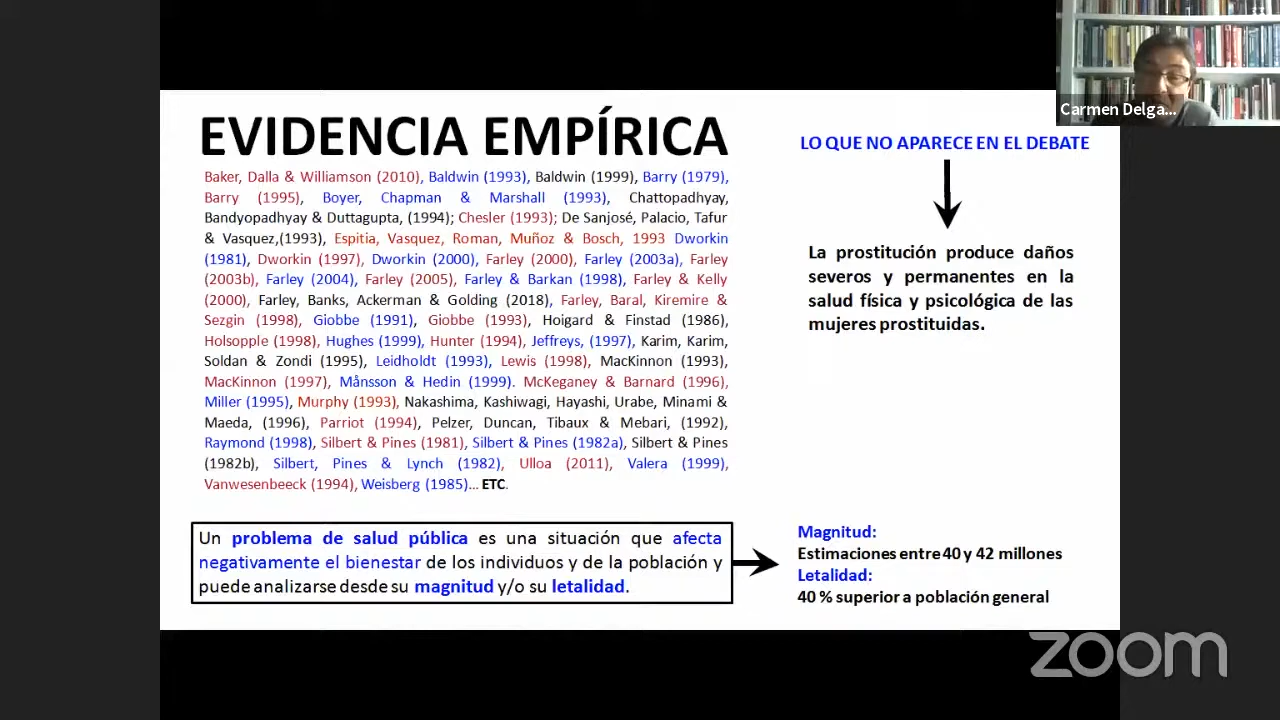 Carmen Delga...
EVIDENCIA EMPÍRICA
Baker, Dalla & Williamson (2010), Baldwin (1993), Baldwin (1999), Barry (1979),
Barry (1995), Boyer, Chapman & Marshall (1993), Chattopadhyay,
Bandyopadhyay & Duttagupta, (1994); Chesler (1993); De Sanjosé, Palacio, Tafur
& Vasquez,(1993), Espitia, Vasquez, Roman, Muñoz & Bosch, 1993 Dworkin
(1981), Dworkin (1997), Dworkin (2000), Farley (2000), Farley (2003a), Farley
(2003b), Farley (2004), Farley (2005), Farley & Barkan (1998), Farley & Kelly
(2000), Farley, Banks, Ackerman & Golding (2018), Farley, Baral, Kiremire &
Sezgin (1998), Giobbe (1991), Giobbe (1993), Hoigard & Finstad (1986),
Holsopple (1998), Hughes (1999), Hunter (1994), Jeffreys, (1997), Karim, Karim,
Soldan & Zondi (1995), Leidholdt (1993), Lewis (1998), MacKinnon (1993),
MacKinnon (1997), Månsson & Hedin (1999). McKeganey & Barnard (1996),
Miller (1995), Murphy (1993), Nakashima, Kashiwagi, Hayashi, Urabe, Minami &
Maeda, (1996), Parriot (1994), Pelzer, Duncan, Tibaux & Mebari, (1992),
Raymond (1998), Silbert & Pines (1981), Silbert & Pines (1982a), Silbert & Pines
(1982b), Silbert, Pines & Lynch (1982), Ulloa (2011), Valera (1999),
Vanwesenbeeck (1994), Weisberg (1985)... ETC.
LO QUE NO APARECE EN EL DEBATE
La prostitución produce daños
severos y permanentes en la
salud física y psicológica de las
mujeres prostituidas.
Un problema de salud pública es una situación que afecta
negativamente el bienestar de los individuos y de la población y
puede analizarse desde su magnitud y/o su letalidad.
Magnitud:
Estimaciones entre 40 y 42 millones
Letalidad:
40 % superior a población general
zoom